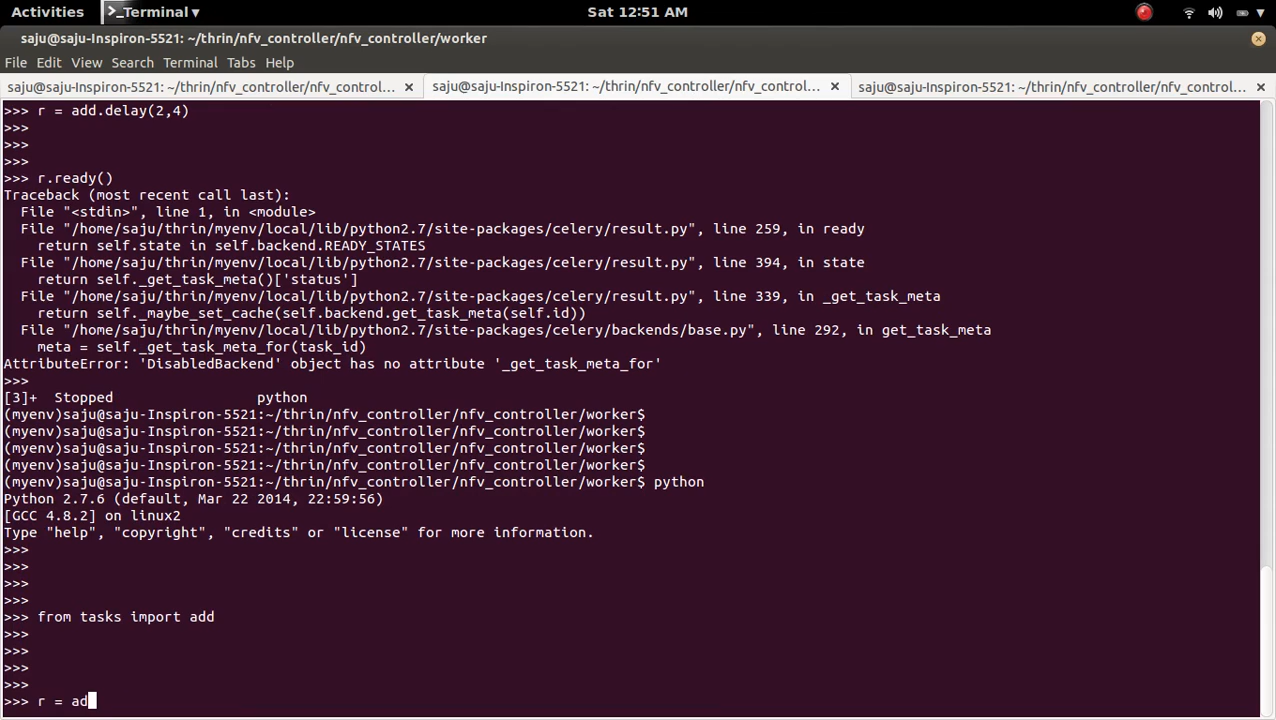 Activities >_ Terminal ▾ Sat 12:51 AM
saju@saju-Inspiron-5521: ~/thrin/nfv_controller/nfv_controller/worker
File Edit View Search Terminal Tabs Help
saju@saju-Inspiron-5521: ~/thrin/nfv_controller/nfv_control... × saju@saju-Inspiron-5521: ~/thrin/nfv_controller/nfv_control... × saju@saju-Inspiron-5521: ~/thrin/nfv_controller/nfv_control... ×
>>> r = add.delay(2,4)
>>>
>>>
>>>
>>> r.ready()
Traceback (most recent call last):
  File "<stdin>", line 1, in <module>
  File "/home/saju/thrin/myenv/local/lib/python2.7/site-packages/celery/result.py", line 259, in ready
    return self.state in self.backend.READY_STATES
  File "/home/saju/thrin/myenv/local/lib/python2.7/site-packages/celery/result.py", line 394, in state
    return self._get_task_meta()['status']
  File "/home/saju/thrin/myenv/local/lib/python2.7/site-packages/celery/result.py", line 339, in _get_task_meta
    return self._maybe_set_cache(self.backend.get_task_meta(self.id))
  File "/home/saju/thrin/myenv/local/lib/python2.7/site-packages/celery/backends/base.py", line 292, in get_task_meta
    meta = self._get_task_meta_for(task_id)
AttributeError: 'DisabledBackend' object has no attribute '_get_task_meta_for'
>>>
[3]+  Stopped                 python
(myenv)saju@saju-Inspiron-5521:~/thrin/nfv_controller/nfv_controller/worker$
(myenv)saju@saju-Inspiron-5521:~/thrin/nfv_controller/nfv_controller/worker$
(myenv)saju@saju-Inspiron-5521:~/thrin/nfv_controller/nfv_controller/worker$
(myenv)saju@saju-Inspiron-5521:~/thrin/nfv_controller/nfv_controller/worker$
(myenv)saju@saju-Inspiron-5521:~/thrin/nfv_controller/nfv_controller/worker$ python
Python 2.7.6 (default, Mar 22 2014, 22:59:56)
[GCC 4.8.2] on linux2
Type "help", "copyright", "credits" or "license" for more information.
>>>
>>>
>>>
>>>
>>> from tasks import add
>>>
>>>
>>>
>>>
>>> r = ad